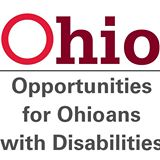 Ohio
Opportunities
for Ohioans
with Disabilities